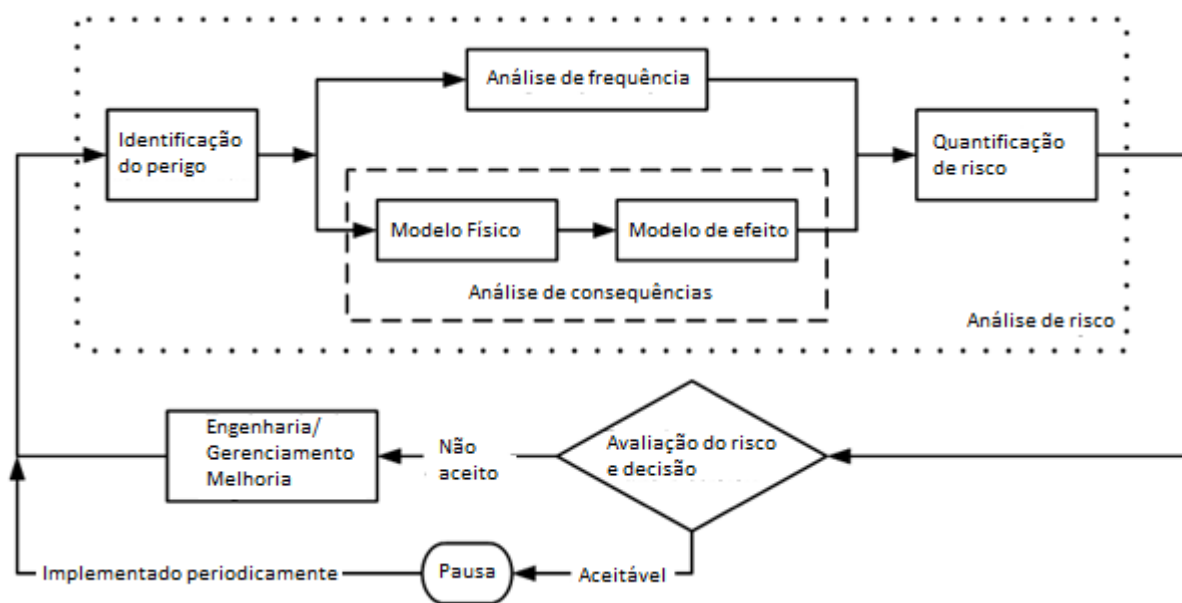 Análise de frequência
Identificação
do perigo
Quantificação
de risco
Modelo Físico
Modelo de efeito
Análise de consequências
Análise de risco
Engenharia/
Gerenciamento
Melhoria
Não
aceito
Avaliação do risco
e decisão
Implementado periodicamente
Pausa
Aceitável